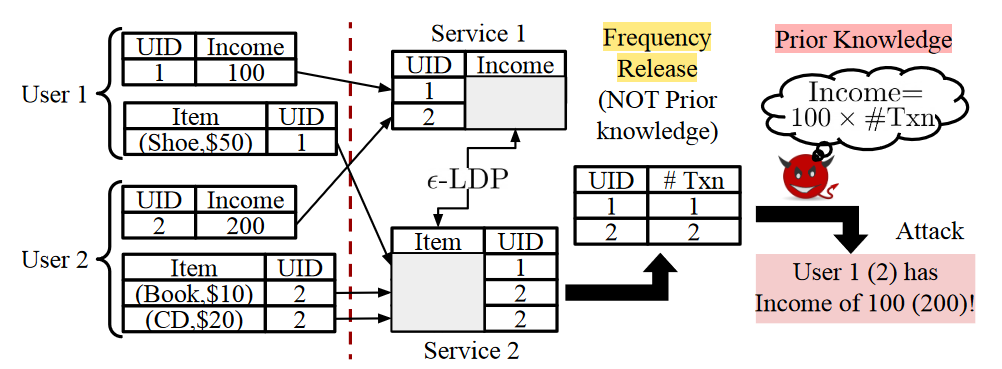 User 1
UID Income
1 100
Item UID
(Shoe,$50) 1
User 2
UID Income
2 200
Item UID
(Book,$10) 2
(CD,$20) 2
Service 1
UID Income
1
2
ϵ-LDP
Item UID
1
2
2
Service 2
Frequency
Release
(NOT Prior
knowledge)
UID # Txn
1 1
2 2
Prior Knowledge
Income=
100 × #Txn
Attack
User 1 (2) has
Income of 100 (200)!